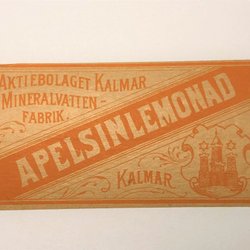 AKTIEBOLAGET KALMAR
MINERALVATTEN-
FABRIK.
APELSINLEMONAD
KALMAR